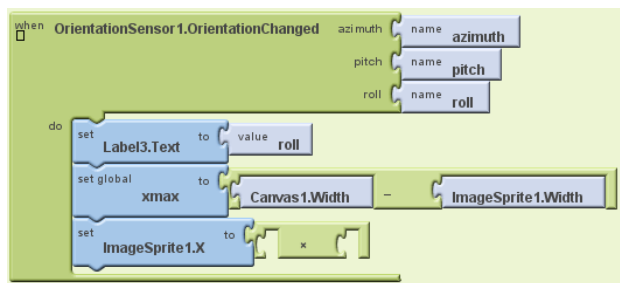 when OrientationSensor1.OrientationChanged azimuth name azimuth
pitch name pitch
roll name roll
do
set Label3.Text to value roll
set global xmax to Canvas1.Width - ImageSprite1.Width
set ImageSprite1.X to ×